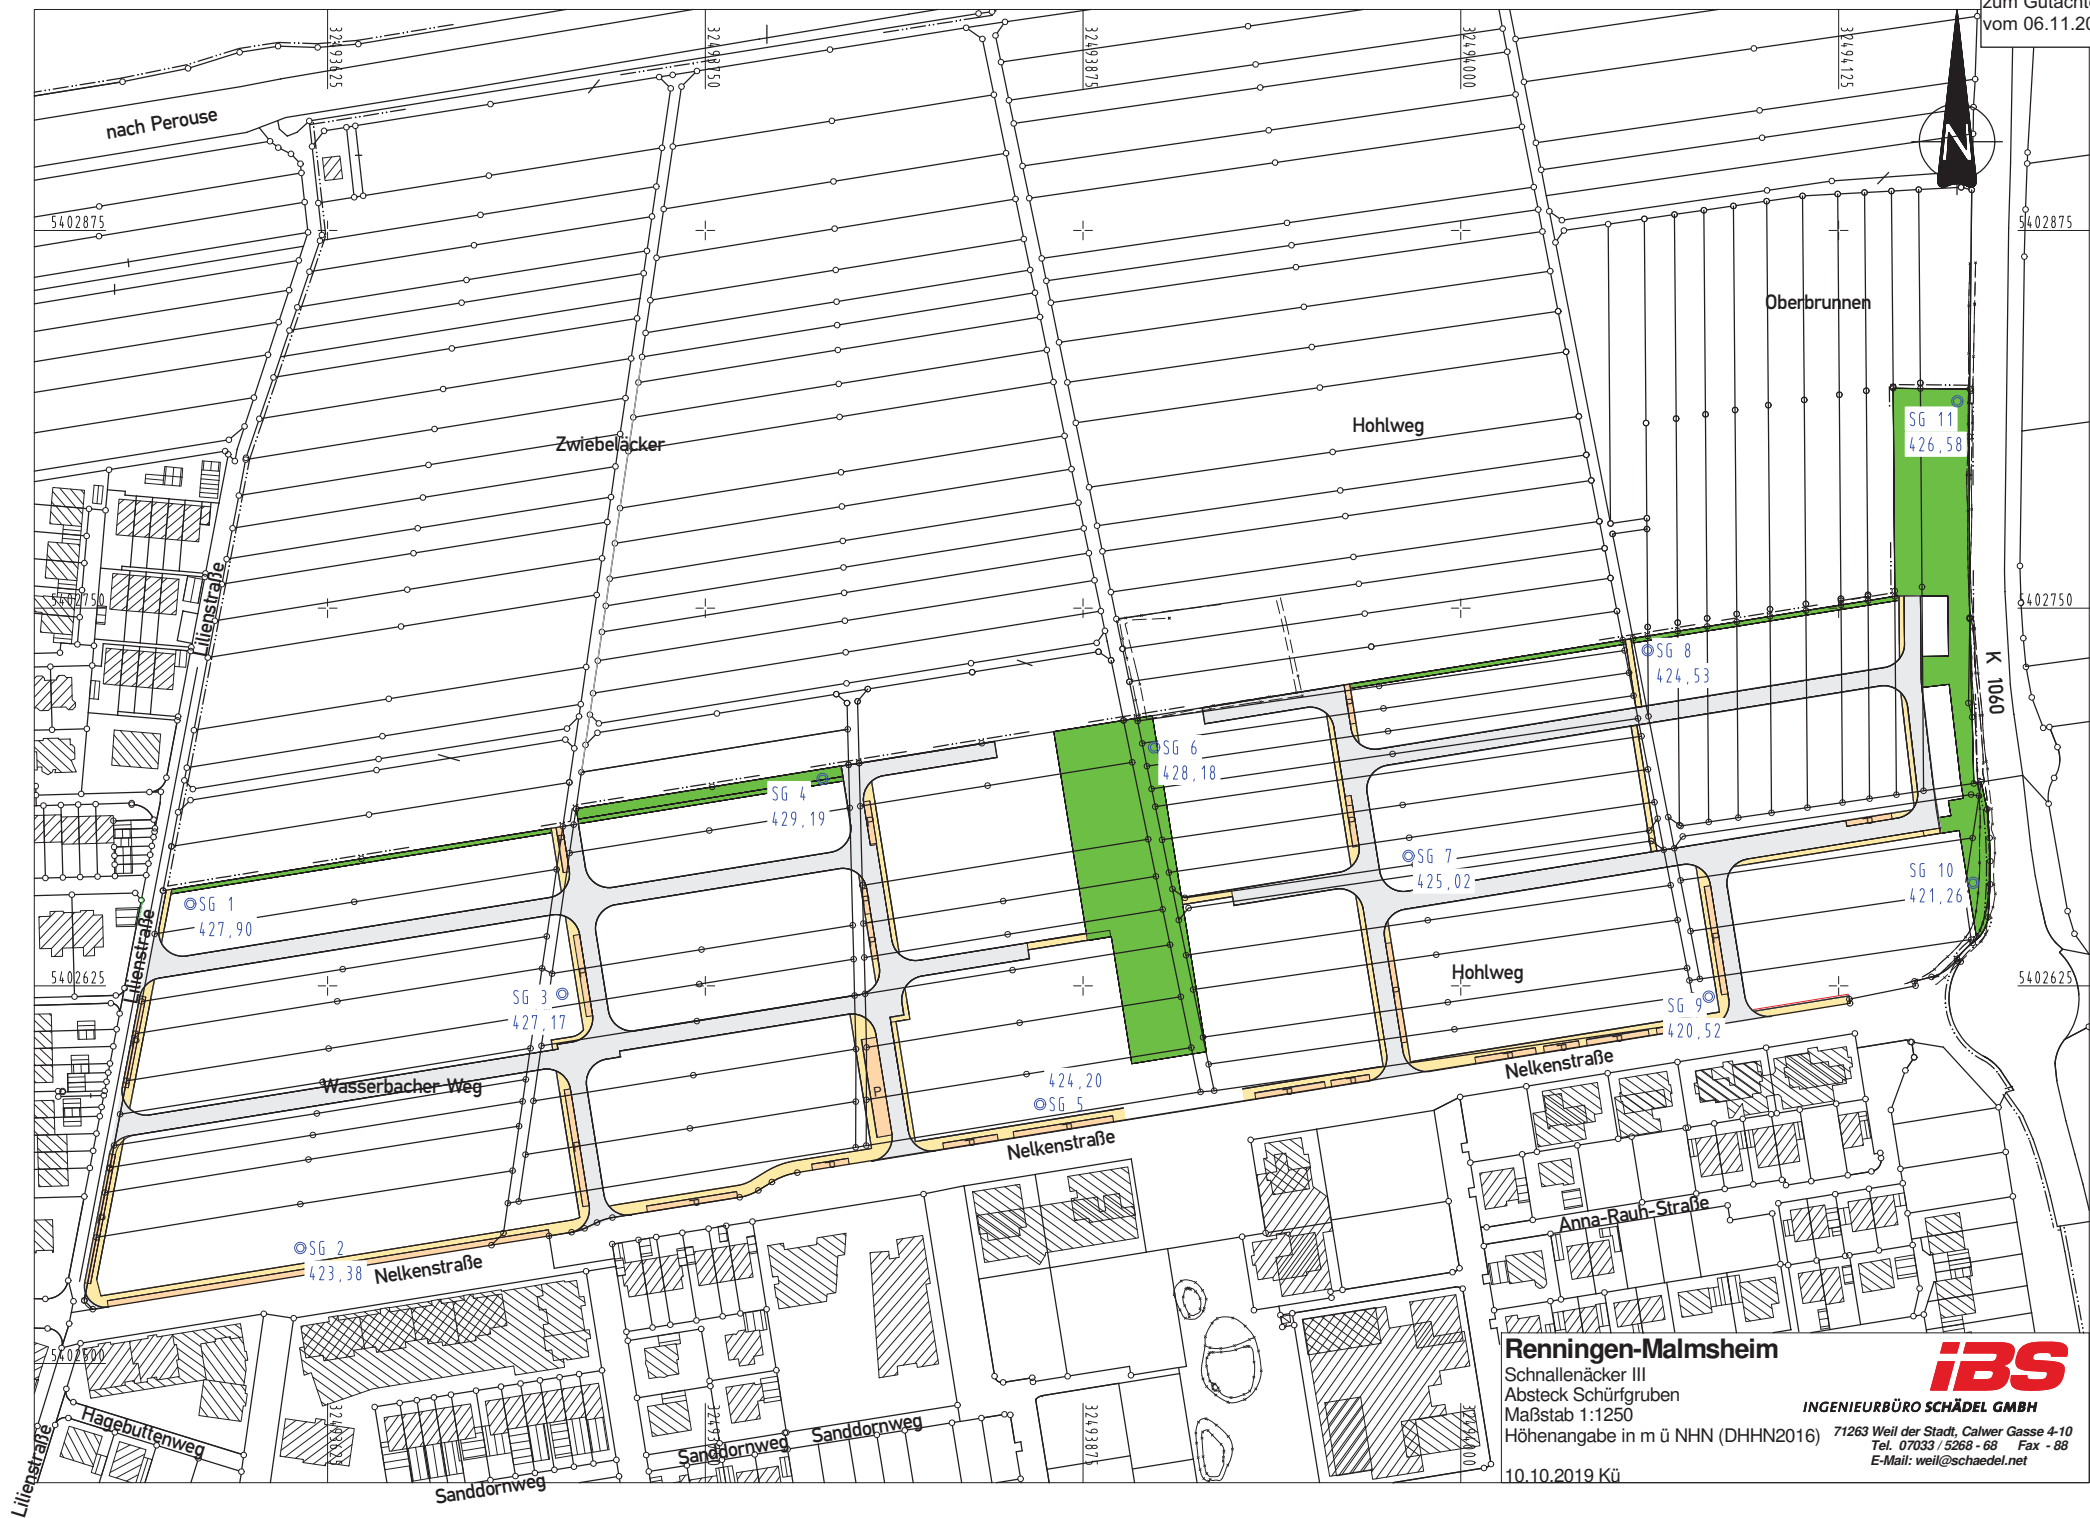 vom 06.11.20
32493625
32493750
32493875
32494000
32494125
nach Perouse
5402875
5402875
Oberbrunnen
Zwiebeläcker
Hohlweg
SG 11
426,58
Lilienstraße
5402750
5402750
SG 8
424,53
K 1060
SG 6
428,18
SG 4
429,19
SG 7
425,02
SG 10
421,26
SG 1
427,90
Lilienstraße
5402625
5402625
Hohlweg
SG 3
427,17
SG 9
420,52
Wasserbacher Weg
424,20
SG 5
Nelkenstraße
Nelkenstraße
P
Anna-Rauh-Straße
SG 2
423,38
Nelkenstraße
5402500
Hagebuttenweg
Lilienstraße
Sanddornweg
Sanddornweg
Sanddornweg
32493625
32493875
32494000
Renningen-Malmsheim
Schnallenäcker III
Absteck Schürfgruben
Maßstab 1:1250
Höhenangabe in m ü NHN (DHHN2016)
10.10.2019 Kü
iBS
INGENIEURBÜRO SCHÄDEL GMBH
71263 Weil der Stadt, Calwer Gasse 4-10
Tel. 07033 / 5268 - 68 Fax - 88
E-Mail: weil@schaedel.net
N